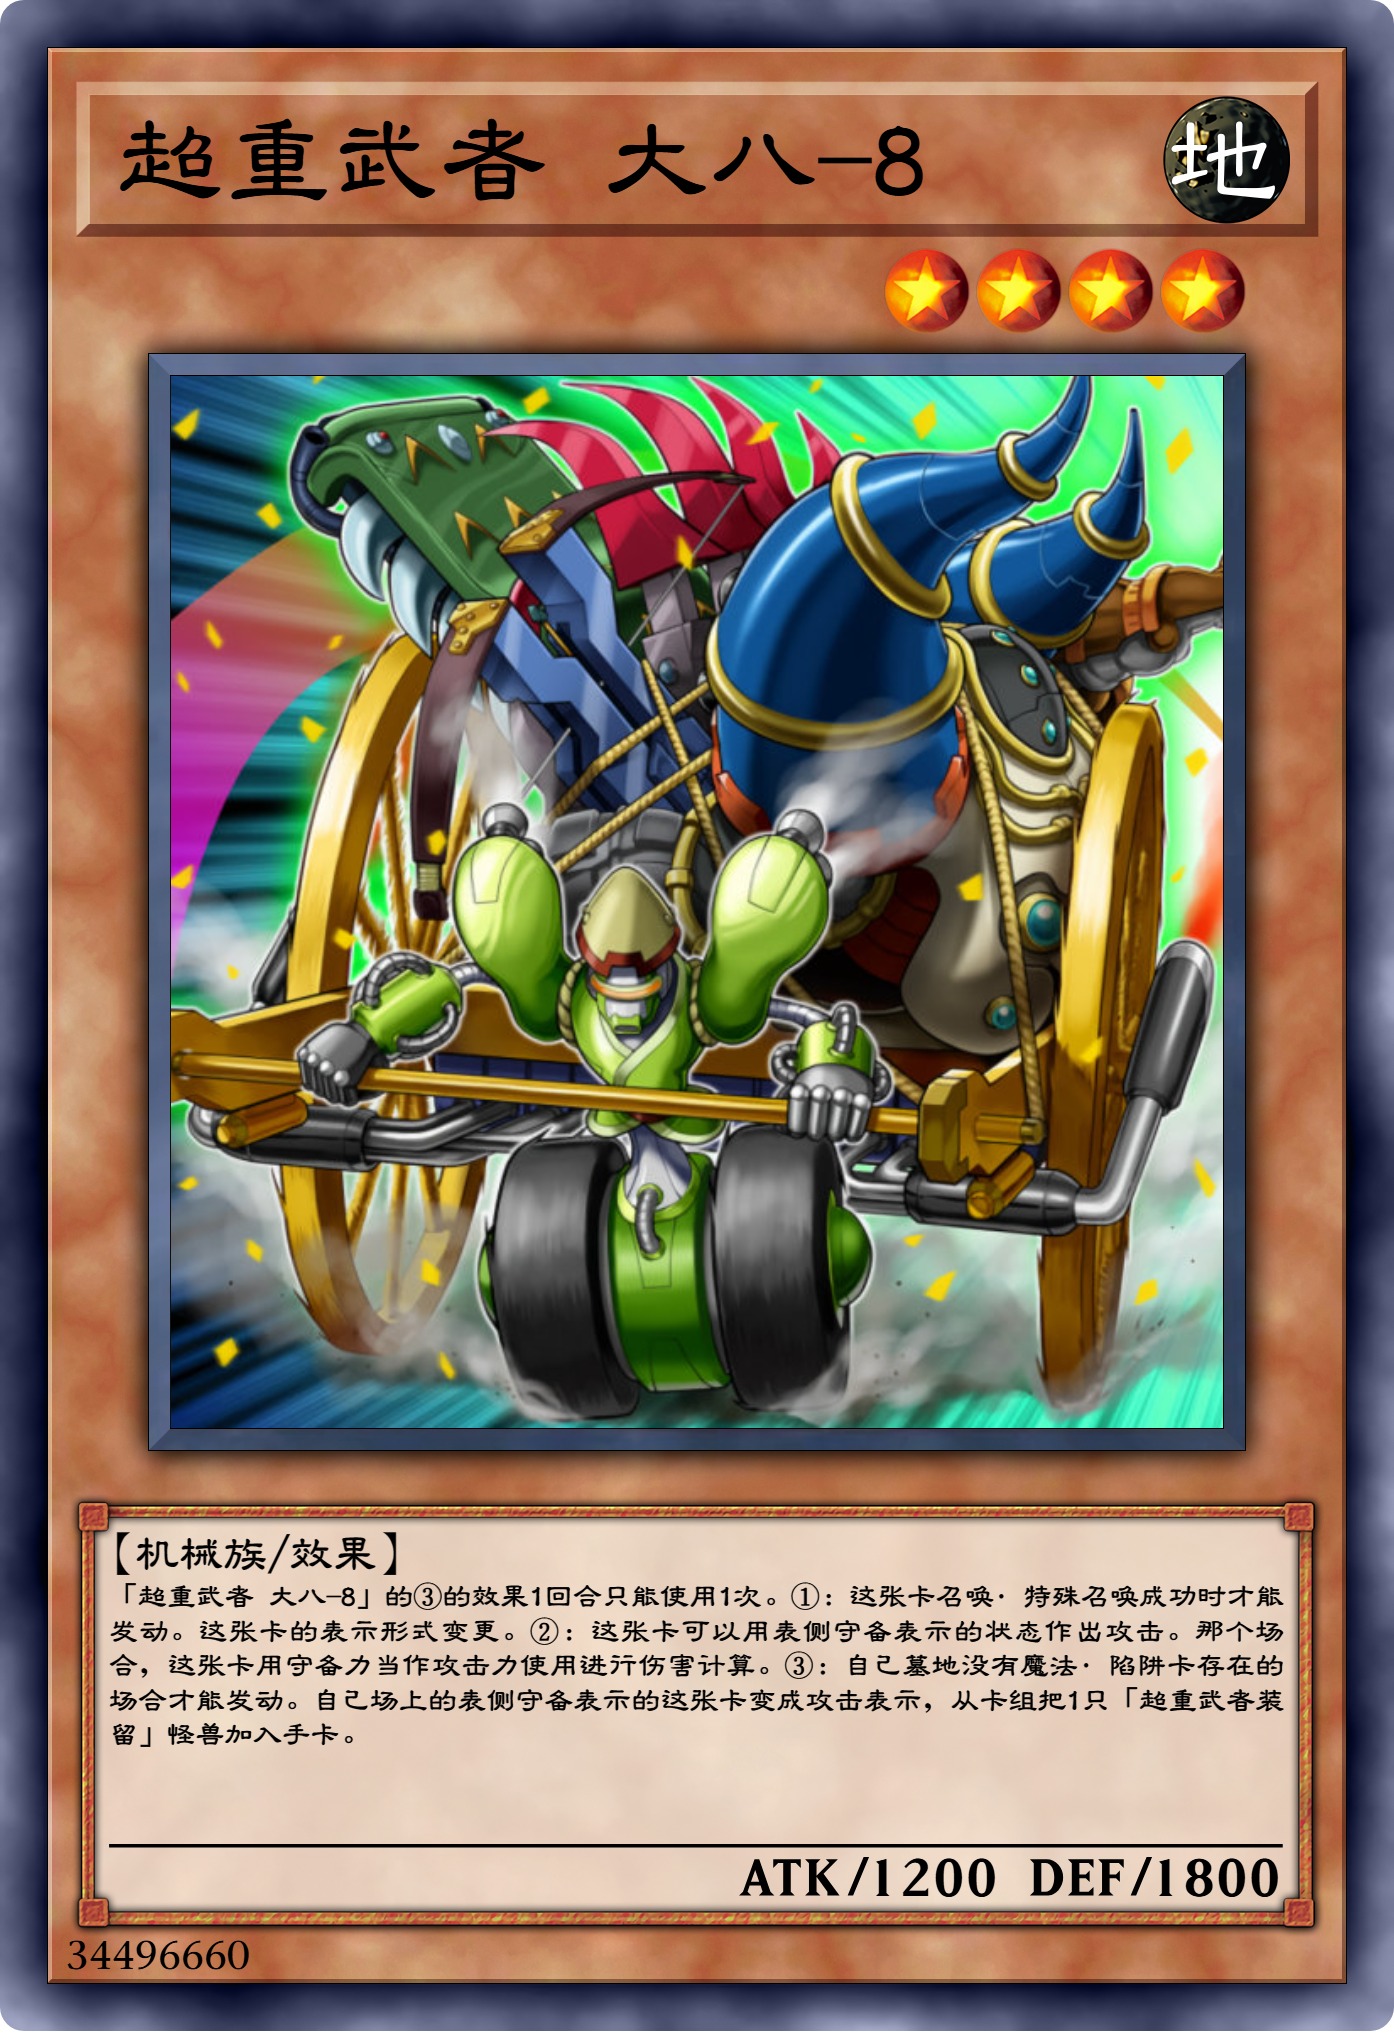 超重武者 大八-8
地
【机械族/效果】
「超重武者 大八-8」的③的效果1回合只能使用1次。①：这张卡召唤·特殊召唤成功时才能
发动。这张卡的表示形式变更。②：这张卡可以用表侧守备表示的状态作出攻击。那个场
合，这张卡用守备力当作攻击力使用进行伤害计算。③：自己墓地没有魔法·陷阱卡存在的
场合才能发动。自己场上的表侧守备表示的这张卡变成攻击表示，从卡组把1只「超重武者装
留」怪兽加入手卡。
ATK/1200 DEF/1800
34496660